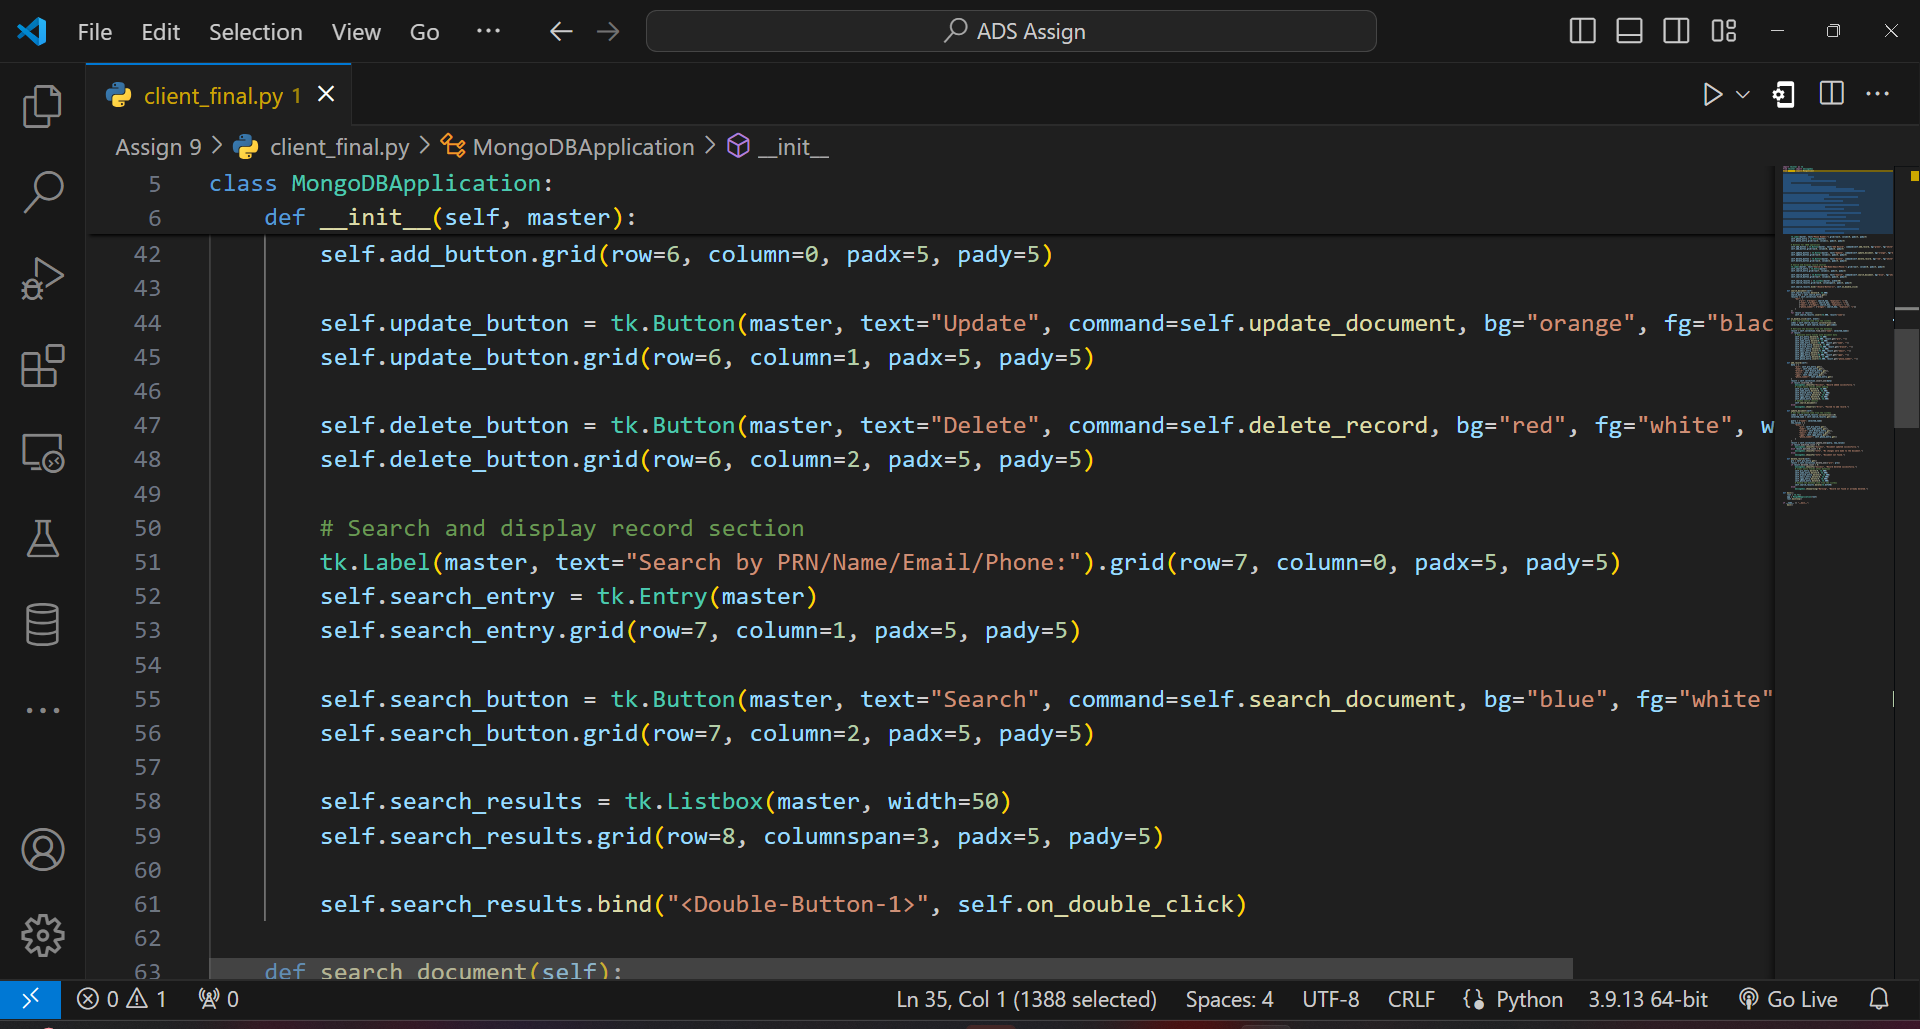 File Edit Selection View Go ··· ADS Assign
client_final.py 1
Assign 9 > client_final.py > MongoDBApplication > __init__
5 class MongoDBApplication:
6 def __init__(self, master):
42 self.add_button.grid(row=6, column=0, padx=5, pady=5)
43
44 self.update_button = tk.Button(master, text="Update", command=self.update_document, bg="orange", fg="blac
45 self.update_button.grid(row=6, column=1, padx=5, pady=5)
46
47 self.delete_button = tk.Button(master, text="Delete", command=self.delete_record, bg="red", fg="white", w
48 self.delete_button.grid(row=6, column=2, padx=5, pady=5)
49
50 # Search and display record section
51 tk.Label(master, text="Search by PRN/Name/Email/Phone:").grid(row=7, column=0, padx=5, pady=5)
52 self.search_entry = tk.Entry(master)
53 self.search_entry.grid(row=7, column=1, padx=5, pady=5)
54
55 self.search_button = tk.Button(master, text="Search", command=self.search_document, bg="blue", fg="white"
56 self.search_button.grid(row=7, column=2, padx=5, pady=5)
57
58 self.search_results = tk.Listbox(master, width=50)
59 self.search_results.grid(row=8, columnspan=3, padx=5, pady=5)
60
61 self.search_results.bind("<Double-Button-1>", self.on_double_click)
62
63 def search_document(self):
0 1 0 Ln 35, Col 1 (1388 selected) Spaces: 4 UTF-8 CRLF Python 3.9.13 64-bit Go Live